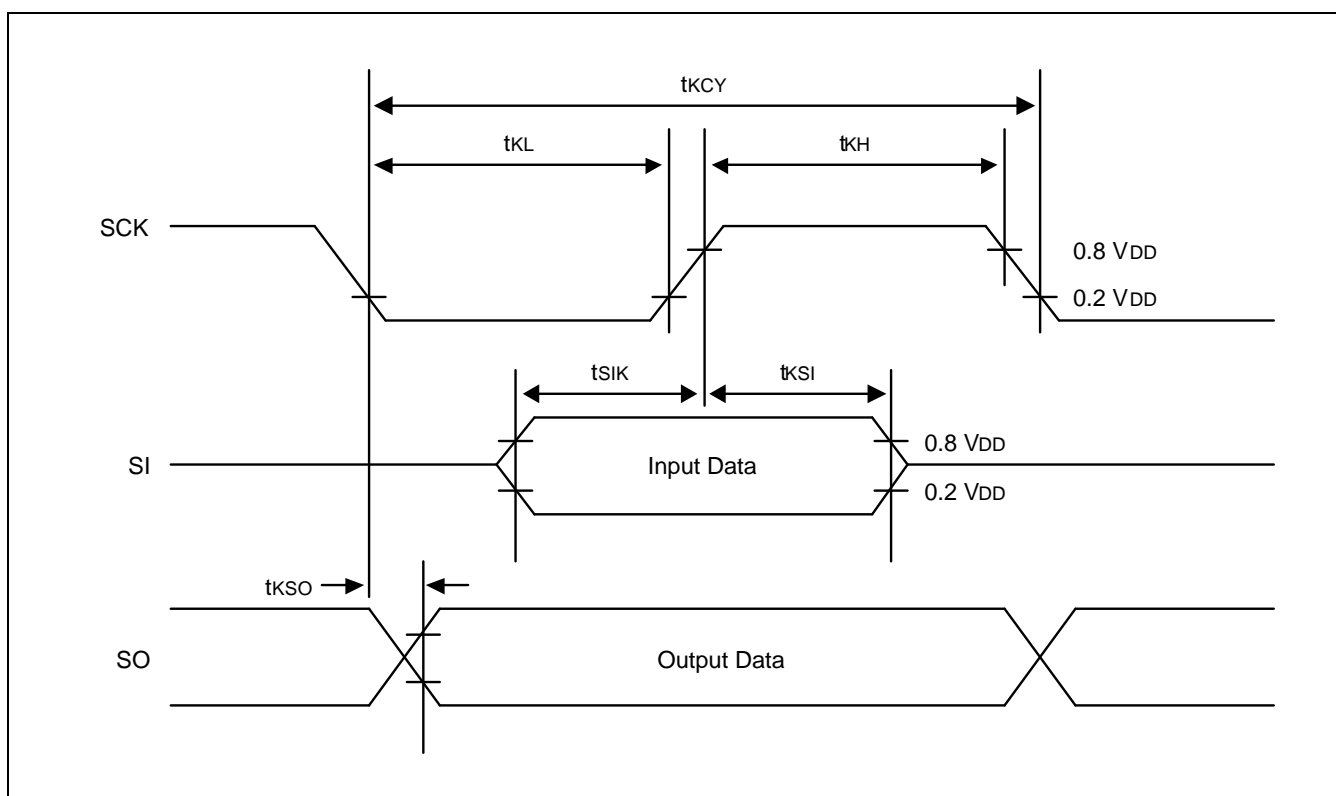 tKCY
tKL
tKH
SCK
0.8 VDD
0.2 VDD
tSIK
tKSI
SI
Input Data
0.8 VDD
0.2 VDD
tKSO
SO
Output Data